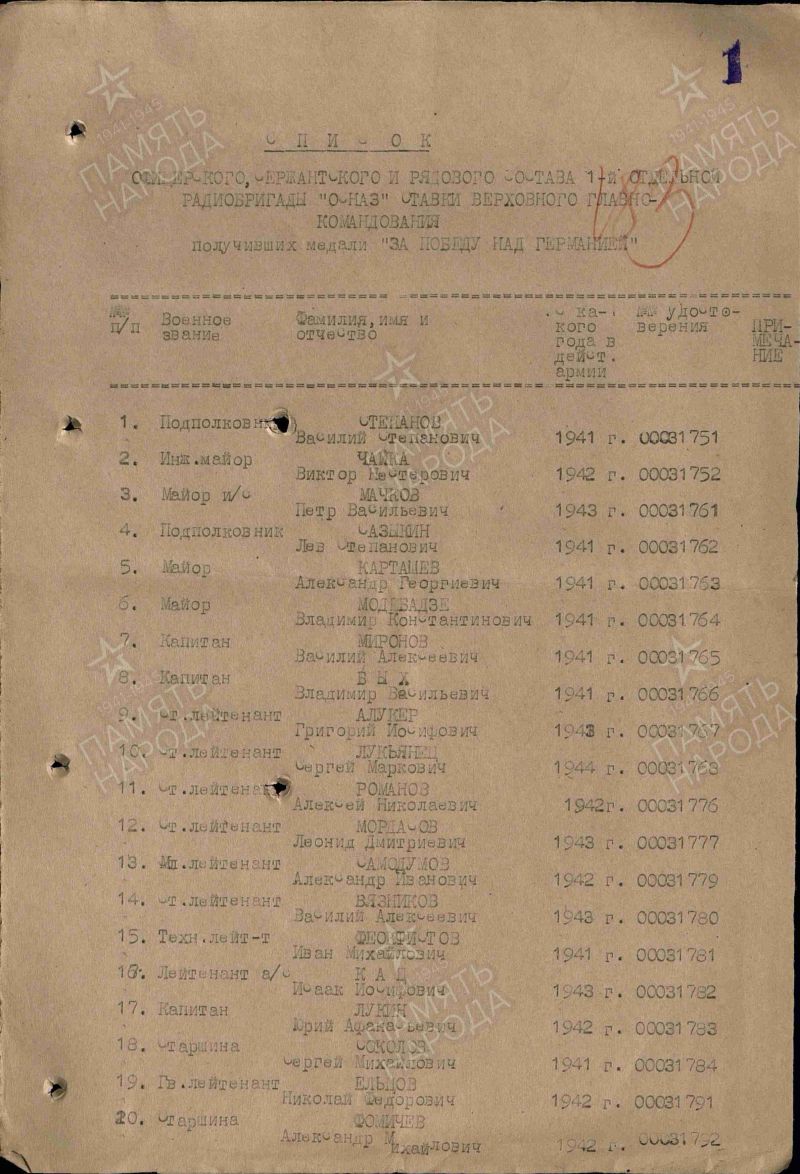 1
СПИСОК
ОФИЦЕРСКОГО, СЕРЖАНТСКОГО И РЯДОВОГО СОСТАВА 1-й ОТДЕЛЬНОЙ
РАДИОБРИГАДЫ "ОСНАЗ" СТАВКИ ВЕРХОВНОГО ГЛАВНО-
КОМАНДОВАНИЯ
получивших медали "ЗА ПОБЕДУ НАД ГЕРМАНИЕЙ"
№№ п/п Военное звание Фамилия, имя и отчество С ка-кого года в дейст. армии №№ удосто-верения ПРИ-МЕЧА-НИЕ
1. Подполковник СТЕПАНОВ
Василий Степанович 1941 г. 00031751
2. Инж.майор ЧАЙКА
Виктор Нестерович 1942 г. 00031752
3. Майор и/с МАЧКОВ
Петр Васильевич 1943 г. 00031761
4. Подполковник САЗЫКИН
Лев Степанович 1941 г. 00031762
5. Майор КАРТАШЕВ
Александр Георгиевич 1941 г. 00031763
6. Майор МОДЕБАДЗЕ
Владимир Константинович 1941 г. 00031764
7. Капитан МИРОНОВ
Василий Алексеевич 1941 г. 00031765
8. Капитан БЫХ
Владимир Васильевич 1941 г. 00031766
9. Ст.лейтенант АЛУКЕР
Григорий Иосифович 1943 г. 00031767
10. Ст.лейтенант ЛУКЬЯНЕЦ
Сергей Маркович 1944 г. 00031768
11. Ст.лейтенант РОМАНОВ
Алексей Николаевич 1942г. 00031776
12. Ст.лейтенант МОРДАСОВ
Леонид Дмитриевич 1943 г. 00031777
13. Мл.лейтенант САМОДУМОВ
Александр Иванович 1942 г. 00031779
14. Ст.лейтенант ВЯЗНИКОВ
Василий Алексеевич 1943 г. 00031780
15. Техн.лейт-т ФЕОКТИСТОВ
Иван Михайлович 1941 г. 00031781
16. Лейтенант а/с КАЦ
Исаак Иосифович 1943 г. 00031782
17. Капитан ЛУКИН
Юрий Афанасьевич 1942 г. 00031783
18. Старшина СОКОЛОВ
Сергей Михайлович 1941 г. 00031784
19. Гв.лейтенант ЕЛЬЦОВ
Николай Федорович 1942 г. 00031791
20. Старшина ФОМИЧЕВ
Александр Михайлович 1942 г. 00031792
1941-1945
ПАМЯТЬ НАРОДА